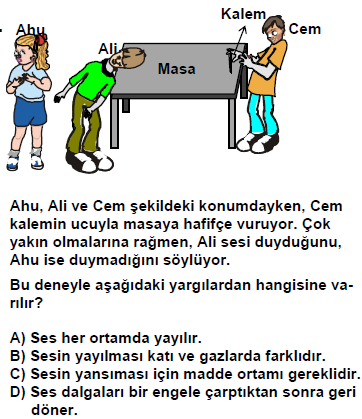 Kalem
Ahu
Cem
Ali
Masa
Ahu, Ali ve Cem şekildeki konumdayken, Cem
kalemin ucuyla masaya hafifçe vuruyor. Çok
yakın olmalarına rağmen, Ali sesi duyduğunu,
Ahu ise duymadığını söylüyor.
Bu deneyle aşağıdaki yargılardan hangisine va-
rılır?
A) Ses her ortamda yayılır.
B) Sesin yayılması katı ve gazlarda farklıdır.
C) Sesin yansıması için madde ortamı gereklidir.
D) Ses dalgaları bir engele çarptıktan sonra geri
döner.